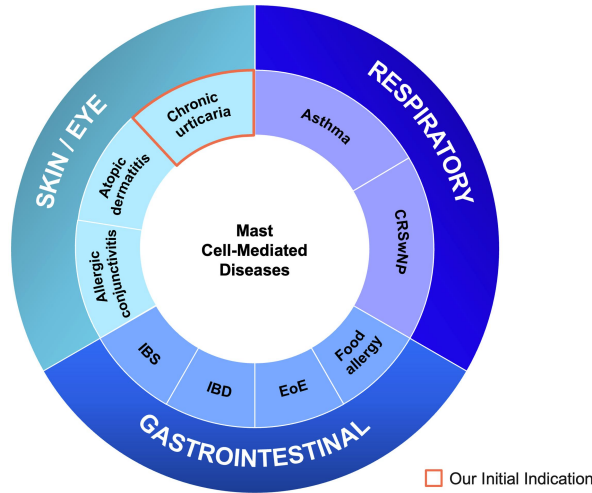 SKIN / EYE
RESPIRATORY
GASTROINTESTINAL
Chronic
urticaria
Atopic
dermatitis
Allergic
conjunctivitis
Asthma
CRSwNP
Food
allergy
EoE
IBD
IBS
Mast
Cell-Mediated
Diseases
Our Initial Indication